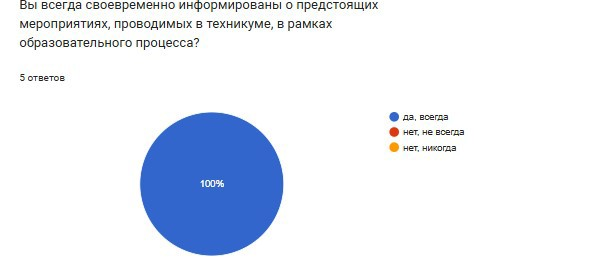 Вы всегда своевременно информированы о предстоящих
мероприятиях, проводимых в техникуме, в рамках
образовательного процесса?
5 ответов
100%
да, всегда
нет, не всегда
нет, никогда